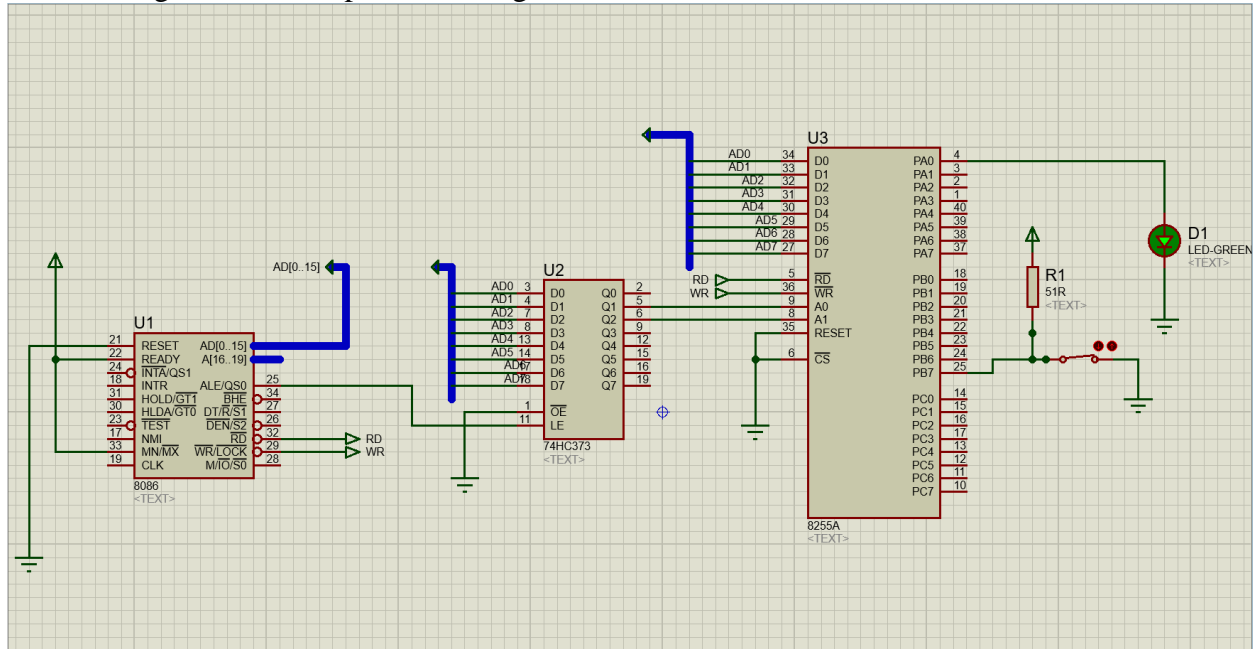 U1
21 RESET AD[0..15]
22 READY A[16..19]
24 INTA/QS1
18 INTR ALE/QS0 25
31 HOLD/GT1 BHE 34
30 HLDA/GT0 DT/R/S1 27
23 TEST DEN/S2 26
17 NMI RD 32
33 MN/MX WR/LOCK 29
19 CLK M/IO/S0 28
8086
<TEXT>
AD[0..15]
RD
WR
U2
AD0 3 D0 Q0 2
AD1 4 D1 Q1 5
AD2 7 D2 Q2 6
AD3 8 D3 Q3 9
AD4 13 D4 Q4 12
AD5 14 D5 Q5 15
AD6 17 D6 Q6 16
AD7 18 D7 Q7 19
1 OE
11 LE
74HC373
<TEXT>
U3
AD0 34 D0 PA0 4
AD1 33 D1 PA1 3
AD2 32 D2 PA2 2
AD3 31 D3 PA3 1
AD4 30 D4 PA4 40
AD5 29 D5 PA5 39
AD6 28 D6 PA6 38
AD7 27 D7 PA7 37
RD 5 RD PB0 18
WR 36 WR PB1 19
9 A0 PB2 20
8 A1 PB3 21
35 RESET PB4 22
PB5 23
6 CS PB6 24
PB7 25
PC0 14
PC1 15
PC2 16
PC3 17
PC4 13
PC5 12
PC6 11
PC7 10
8255A
<TEXT>
R1
51R
<TEXT>
D1
LED-GREEN
<TEXT>